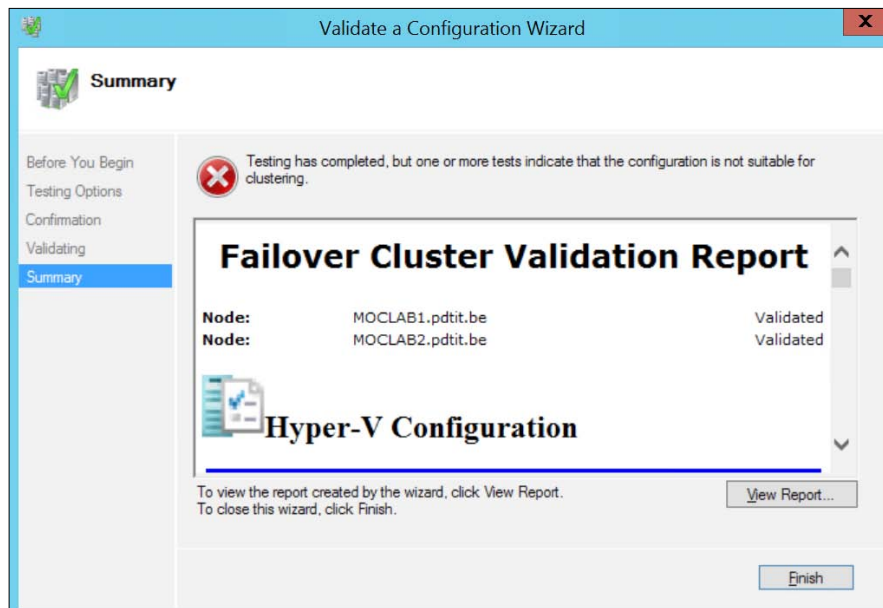 Validate a Configuration Wizard
X
Summary
Before You Begin
Testing Options
Confirmation
Validating
Summary
Testing has completed, but one or more tests indicate that the configuration is not suitable for
clustering.
Failover Cluster Validation Report
Node: MOCLAB1.pdtit.be Validated
Node: MOCLAB2.pdtit.be Validated
Hyper-V Configuration
To view the report created by the wizard, click View Report.
To close this wizard, click Finish.
View Report...
Finish